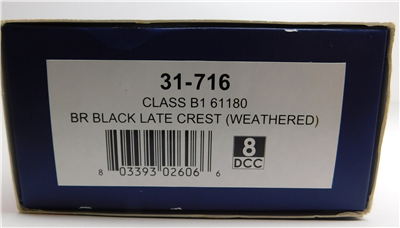 31-716
CLASS B1 61180
BR BLACK LATE CREST (WEATHERED)
8
DCC
8 03393 02606 6